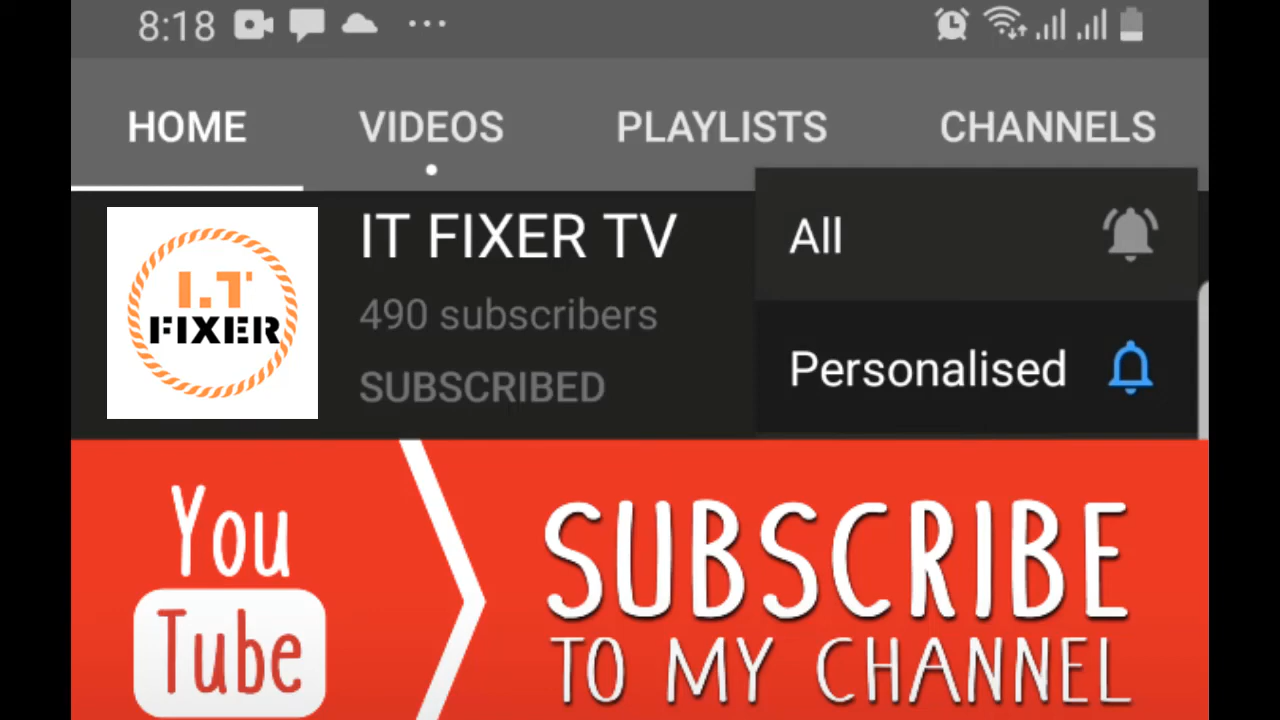 8:18
HOME VIDEOS PLAYLISTS CHANNELS
I.T
FIXER
IT FIXER TV
490 subscribers
SUBSCRIBED
All
Personalised
You
Tube
SUBSCRIBE
TO MY CHANNEL